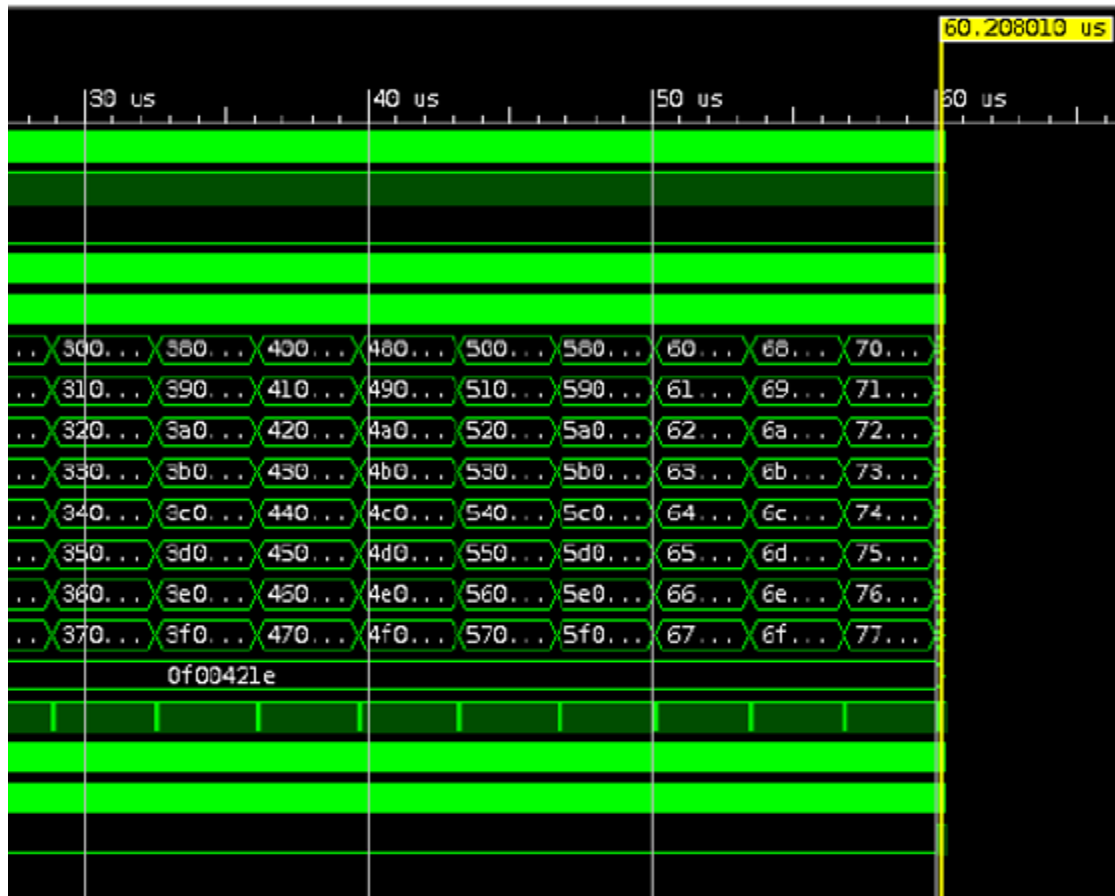 60.208010 us
30 us 40 us 50 us 60 us
.. 300... 380... 400... 480... 500... 580... 60... 68... 70...
.. 310... 390... 410... 490... 510... 590... 61... 69... 71...
.. 320... 3a0... 420... 4a0... 520... 5a0... 62... 6a... 72...
.. 330... 3b0... 430... 4b0... 530... 5b0... 63... 6b... 73...
.. 340... 3c0... 440... 4c0... 540... 5c0... 64... 6c... 74...
.. 350... 3d0... 450... 4d0... 550... 5d0... 65... 6d... 75...
.. 360... 3e0... 460... 4e0... 560... 5e0... 66... 6e... 76...
.. 370... 3f0... 470... 4f0... 570... 5f0... 67... 6f... 77...
0f00421e